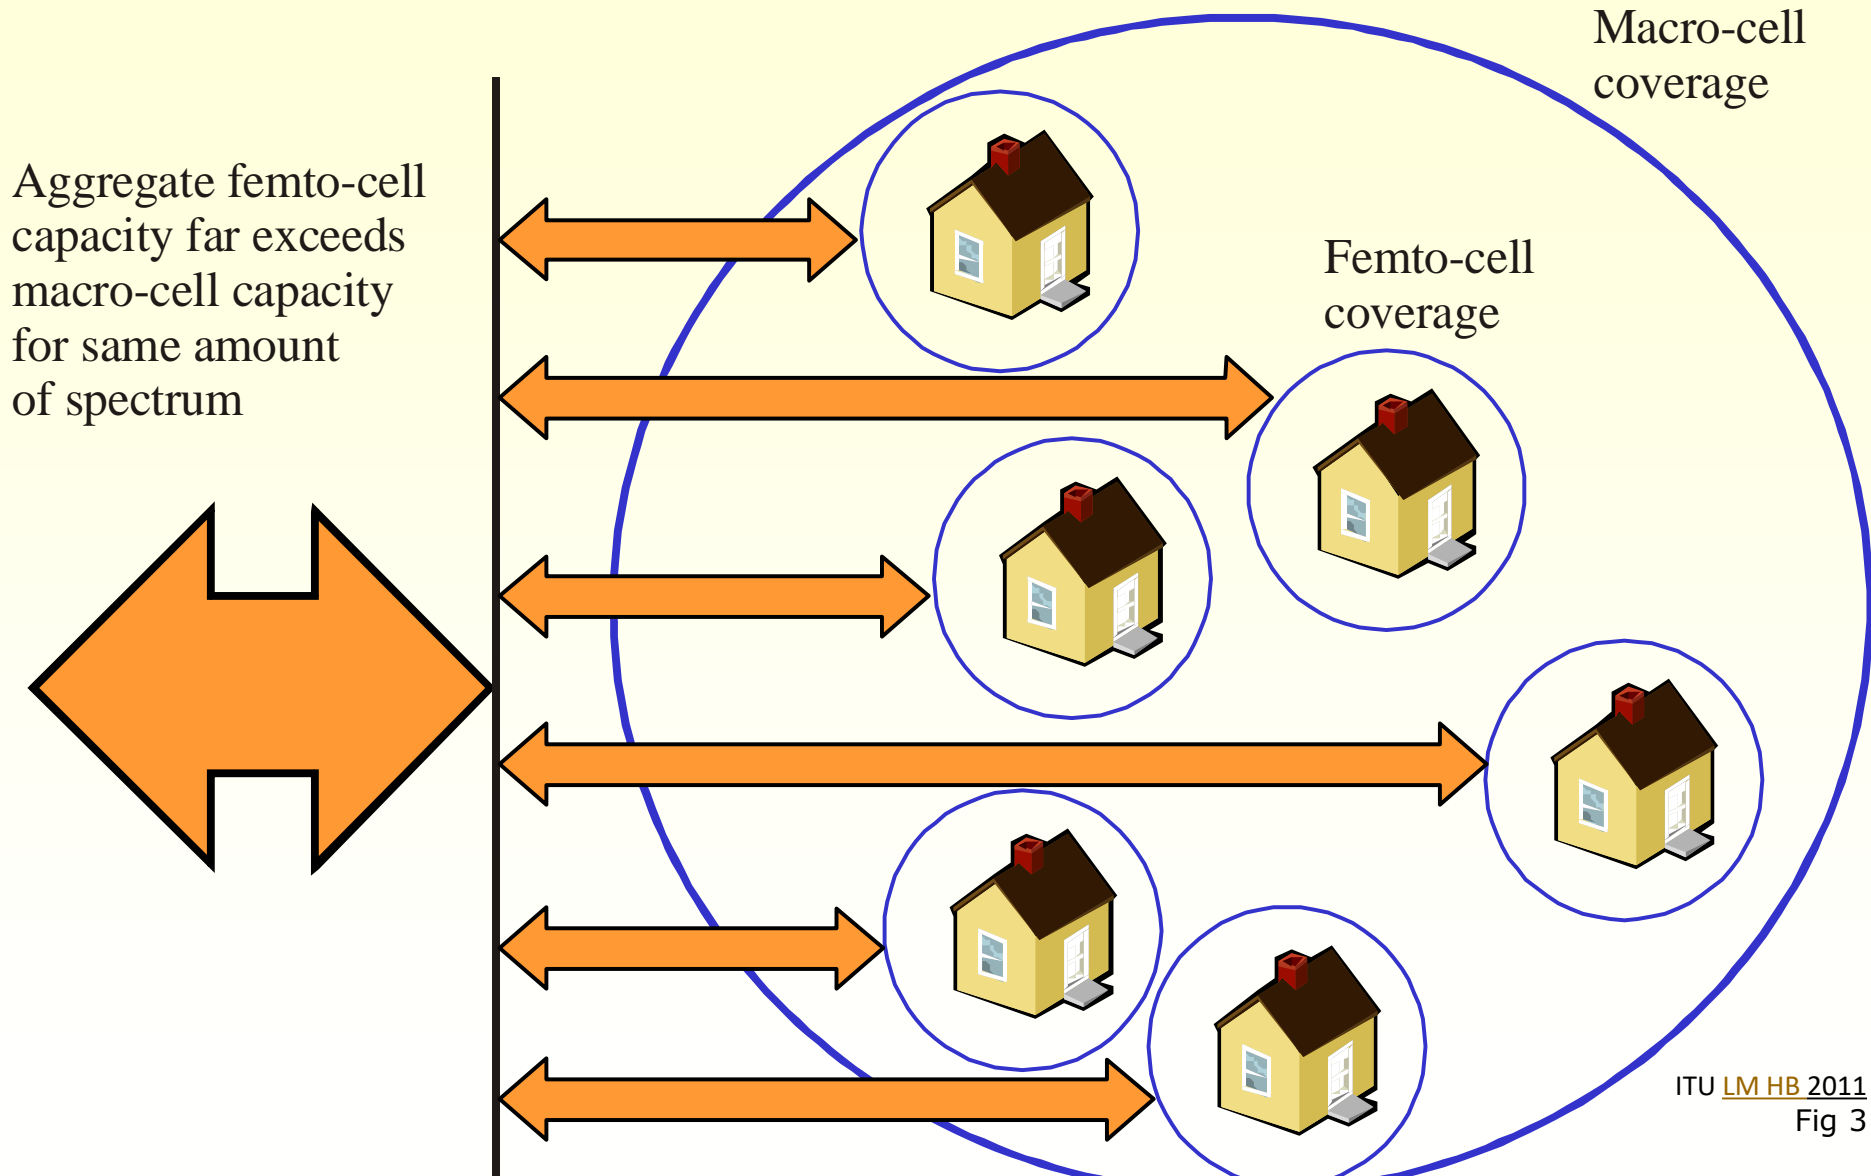 Macro-cell
coverage
Aggregate femto-cell
capacity far exceeds
macro-cell capacity
for same amount
of spectrum
Femto-cell
coverage
ITU LM HB 2011
Fig 3